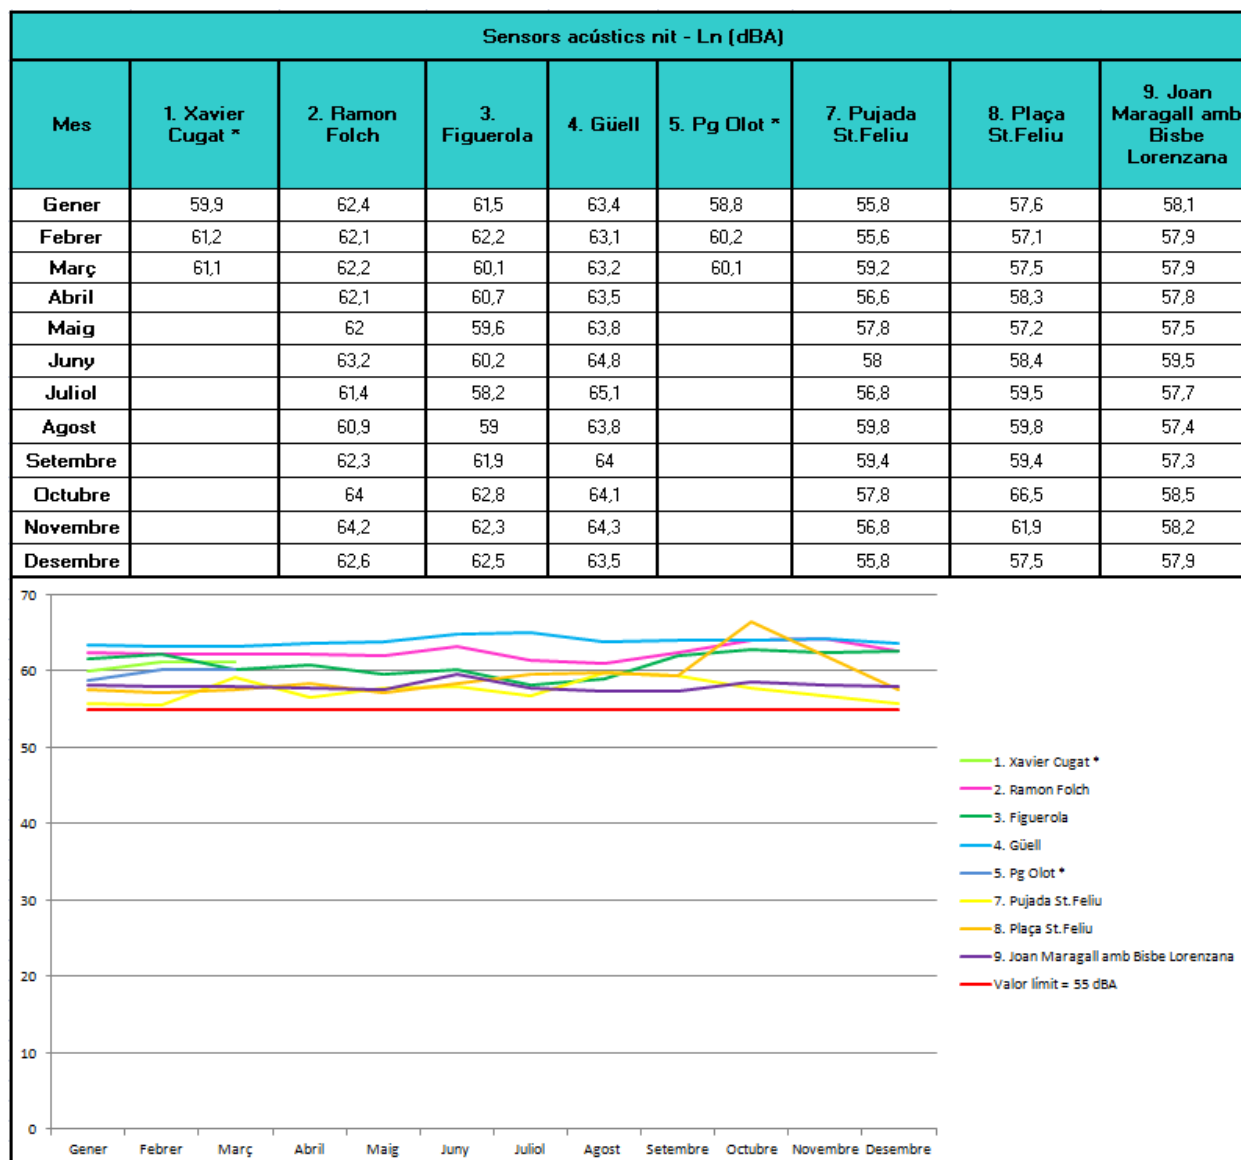 Sensors acústics nit - Ln (dBA)
Mes 1. Xavier Cugat * 2. Ramon Folch 3. Figuerola 4. Güell 5. Pg Olot * 7. Pujada St.Feliu 8. Plaça St.Feliu 9. Joan Maragall amb Bisbe Lorenzana
Gener 59,9 62,4 61,5 63,4 58,8 55,8 57,6 58,1
Febrer 61,2 62,1 62,2 63,1 60,2 55,6 57,1 57,9
Març 61,1 62,2 60,1 63,2 60,1 59,2 57,5 57,9
Abril 62,1 60,7 63,5 56,6 58,3 57,8
Maig 62 59,6 63,8 57,8 57,2 57,5
Juny 63,2 60,2 64,8 58 58,4 59,5
Juliol 61,4 58,2 65,1 56,8 59,5 57,7
Agost 60,9 59 63,8 59,8 59,8 57,4
Setembre 62,3 61,9 64 59,4 59,4 57,3
Octubre 64 62,8 64,1 57,8 66,5 58,5
Novembre 64,2 62,3 64,3 56,8 61,9 58,2
Desembre 62,6 62,5 63,5 55,8 57,5 57,9
70
60
50
40
30
20
10
0
Gener Febrer Març Abril Maig Juny Juliol Agost Setembre Octubre Novembre Desembre
1. Xavier Cugat *
2. Ramon Folch
3. Figuerola
4. Güell
5. Pg Olot *
7. Pujada St.Feliu
8. Plaça St.Feliu
9. Joan Maragall amb Bisbe Lorenzana
Valor límit = 55 dBA